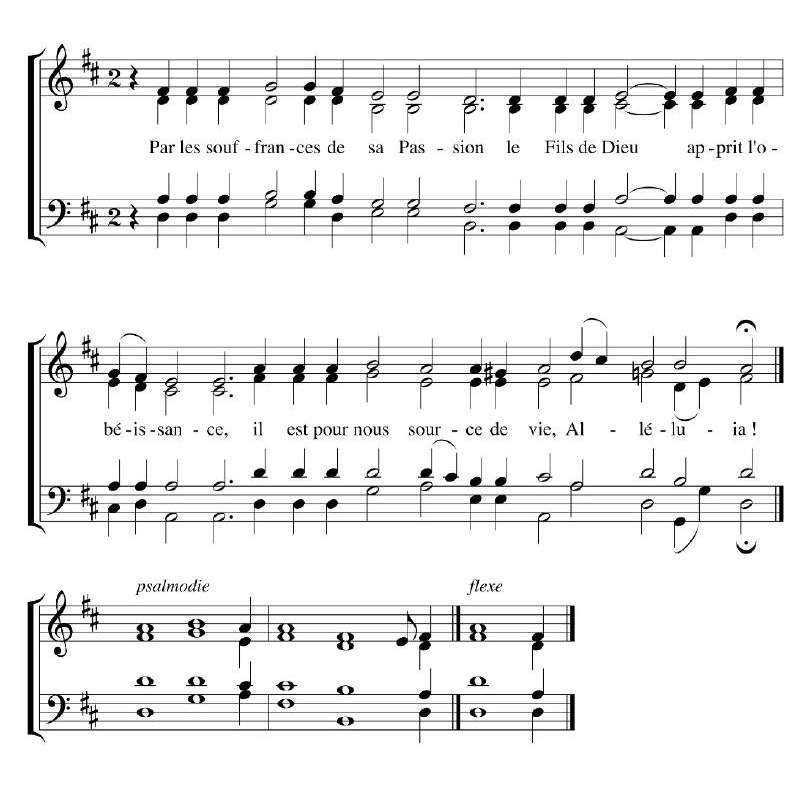 Par les souf - fran - ces de sa Pas - sion le Fils de Dieu ap - prit l'o -
bé - is - san - ce, il est pour nous sour - ce de vie, Al - lé - lu - ia !
psalmodie flexe